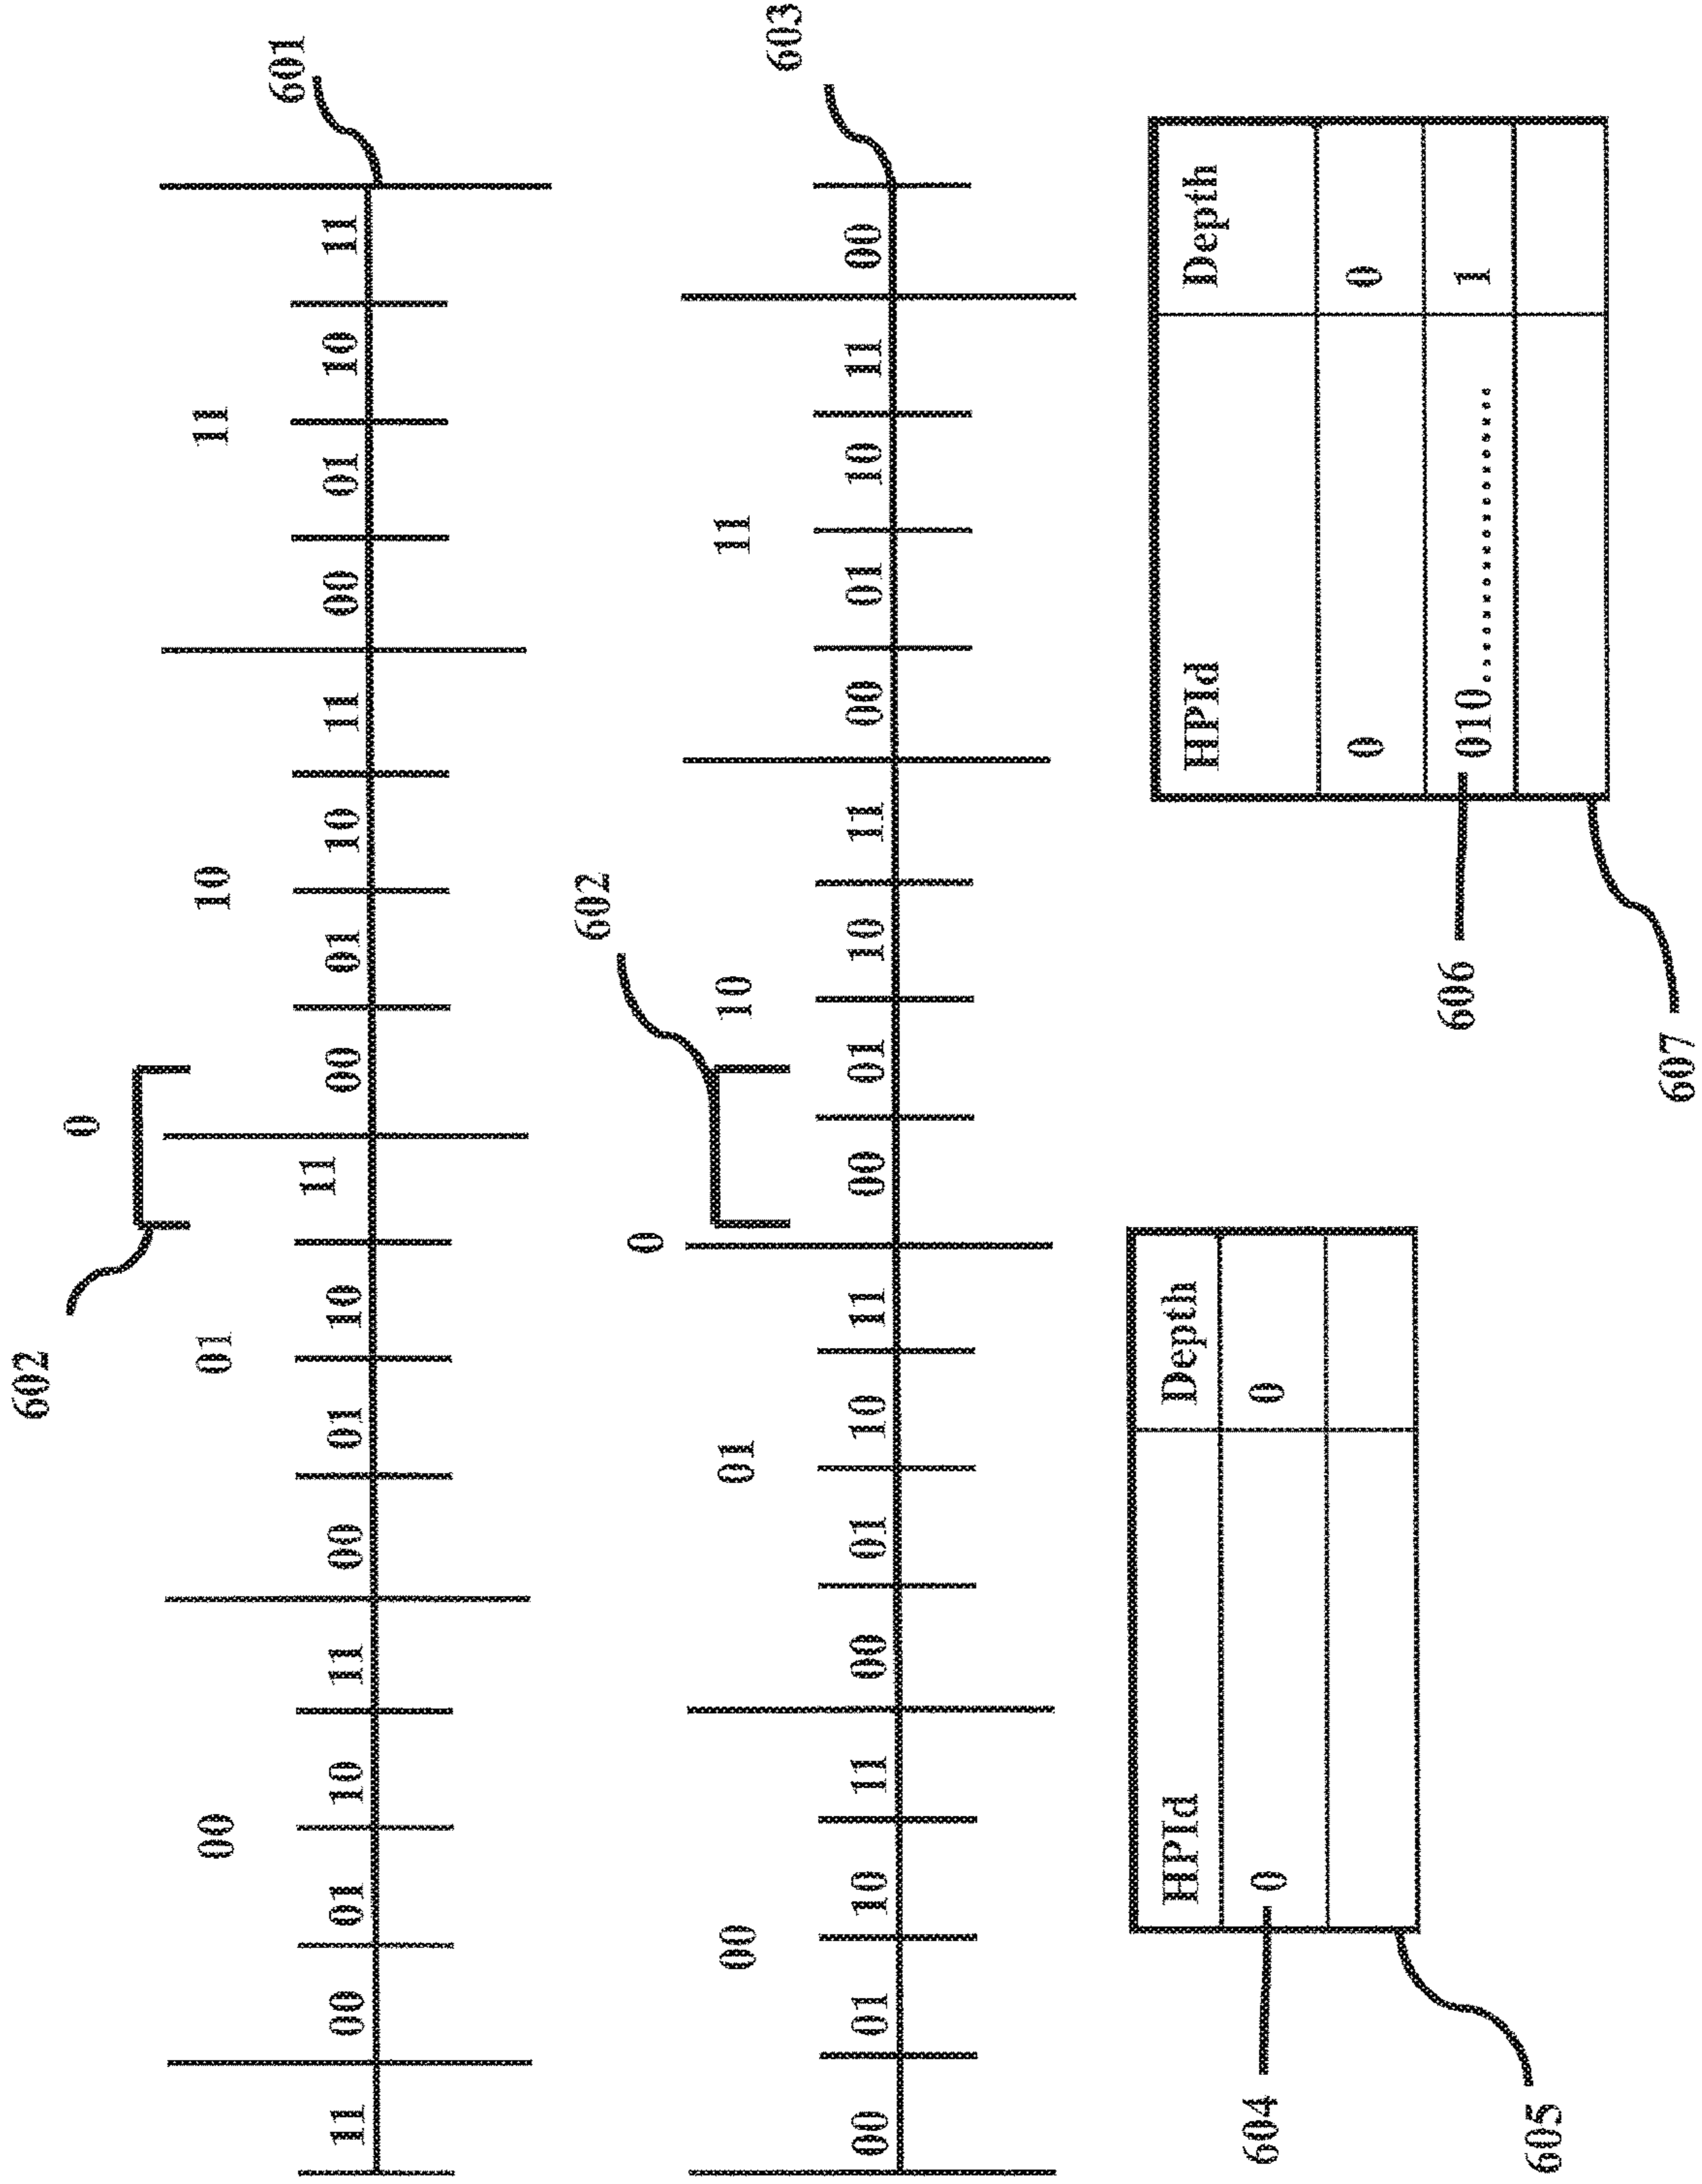 602
0
00 01 10 11
601
11 00 01 10 11 00 01 10 11 00 01 10 11 00 01 10 11
602
0
00 01 10 11
603
00 01 10 11 00 01 10 11 00 01 10 11 00 01 10 11 00
HPId Depth
604 0 0
605
HPId Depth
0 0
606 010................... 1
607